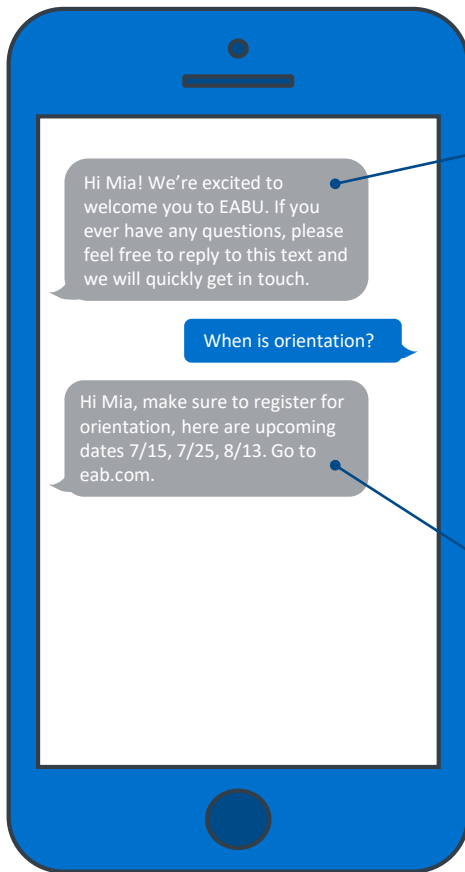 Hi Mia! We’re excited to
welcome you to EABU. If you
ever have any questions, please
feel free to reply to this text and
we will quickly get in touch.
When is orientation?
Hi Mia, make sure to register for
orientation, here are upcoming
dates 7/15, 7/25, 8/13. Go to
eab.com.